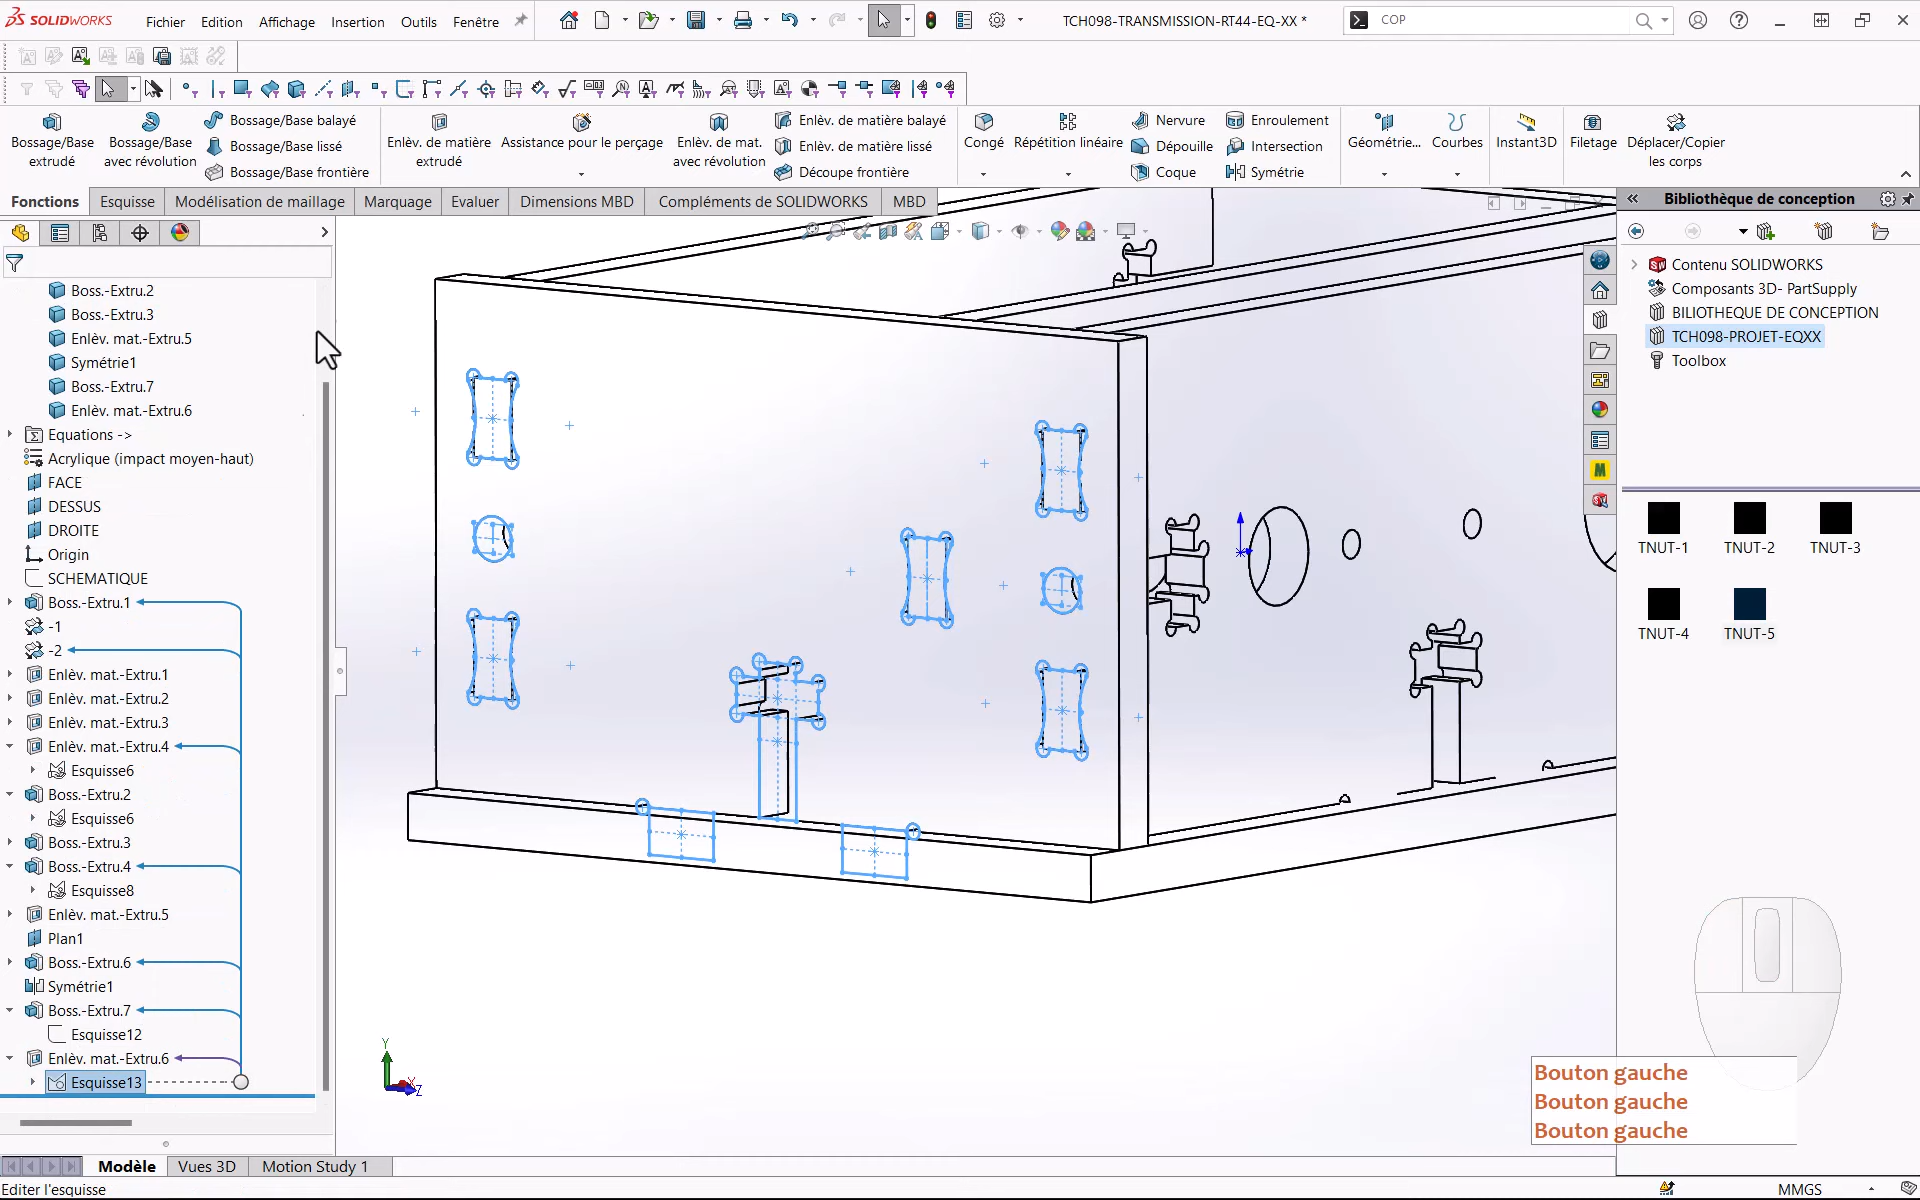 SOLIDWORKS
Fichier Edition Affichage Insertion Outils Fenêtre
TCH098-TRANSMISSION-RT44-EQ-XX *
COP
Bossage/Base extrudé
Bossage/Base avec révolution
Bossage/Base balayé
Bossage/Base lissé
Bossage/Base frontière
Enlèv. de matière extrudé
Assistance pour le perçage
Enlèv. de mat. avec révolution
Enlèv. de matière balayé
Enlèv. de matière lissé
Découpe frontière
Congé
Répétition linéaire
Nervure
Dépouille
Coque
Enroulement
Intersection
Symétrie
Géométrie...
Courbes
Instant3D
Filetage
Déplacer/Copier les corps
Fonctions Esquisse Modélisation de maillage Marquage Evaluer Dimensions MBD Compléments de SOLIDWORKS MBD
Boss.-Extru.2
Boss.-Extru.3
Enlèv. mat.-Extru.5
Symétrie1
Boss.-Extru.7
Enlèv. mat.-Extru.6
Equations ->
Acrylique (impact moyen-haut)
FACE
DESSUS
DROITE
Origin
SCHEMATIQUE
Boss.-Extru.1
-1
-2
Enlèv. mat.-Extru.1
Enlèv. mat.-Extru.2
Enlèv. mat.-Extru.3
Enlèv. mat.-Extru.4
Esquisse6
Boss.-Extru.2
Esquisse6
Boss.-Extru.3
Boss.-Extru.4
Esquisse8
Enlèv. mat.-Extru.5
Plan1
Boss.-Extru.6
Symétrie1
Boss.-Extru.7
Esquisse12
Enlèv. mat.-Extru.6
Esquisse13
Y
X
Z
Bibliothèque de conception
Contenu SOLIDWORKS
Composants 3D- PartSupply
BILIOTHEQUE DE CONCEPTION
TCH098-PROJET-EQXX
Toolbox
TNUT-1 TNUT-2 TNUT-3
TNUT-4 TNUT-5
Bouton gauche
Bouton gauche
Bouton gauche
Modèle Vues 3D Motion Study 1
Editer l'esquisse
MMGS